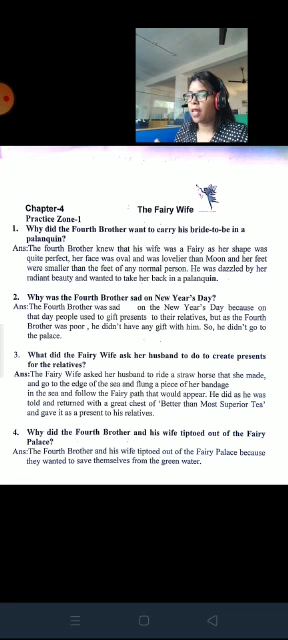 Chapter-4 The Fairy Wife
Practice Zone-1
1. Why did the Fourth Brother want to carry his bride-to-be in a
palanquin?
Ans:The fourth Brother knew that his wife was a Fairy as her shape was
quite perfect, her face was oval and was lovelier than Moon and her feet
were smaller than the feet of any normal person. He was dazzled by her
radiant beauty and wanted to take her back in a palanquin.
2. Why was the Fourth Brother sad on New Year's Day?
Ans:The Fourth Brother was sad on the New Year's Day because on
that day people used to gift presents to their relatives, but as the Fourth
Brother was poor , he didn't have any gift with him. So, he didn't go to
the palace.
3. What did the Fairy Wife ask her husband to do to create presents
for the relatives?
Ans:The Fairy Wife asked her husband to ride a straw horse that she made,
and go to the edge of the sea and flung a piece of her bandage
in the sea and follow the Fairy path that would appear. He did as he was
told and returned with a great chest of 'Better than Most Superior Tea'
and gave it as a present to his relatives.
4. Why did the Fourth Brother and his wife tiptoed out of the Fairy
Palace?
Ans:The Fourth Brother and his wife tiptoed out of the Fairy Palace because
they wanted to save themselves from the green water.